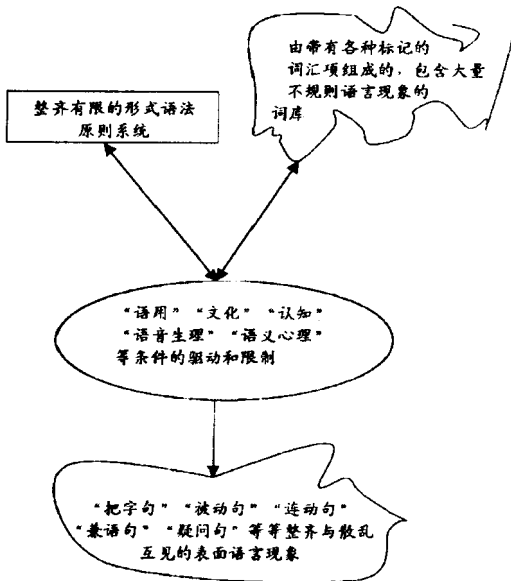 整齐有限的形式语法
原则系统
由带有各种标记的
词汇项组成的，包含大量
不规则语言现象的
词库
“语用” “文化” “认知”
“语音生理” “语义心理”
等条件的驱动和限制
“把字句” “被动句” “连动句”
“兼语句” “疑问句” 等等整齐与散乱
互见的表面语言现象